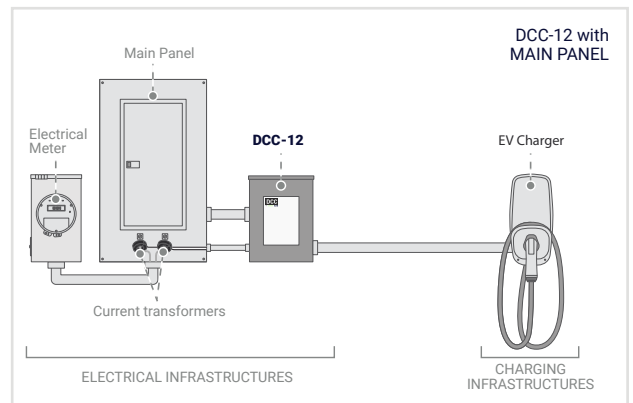 DCC-12 with
MAIN PANEL
Main Panel
Electrical
Meter
DCC-12
EV Charger
DCC
Current transformers
ELECTRICAL INFRASTRUCTURES
CHARGING
INFRASTRUCTURES